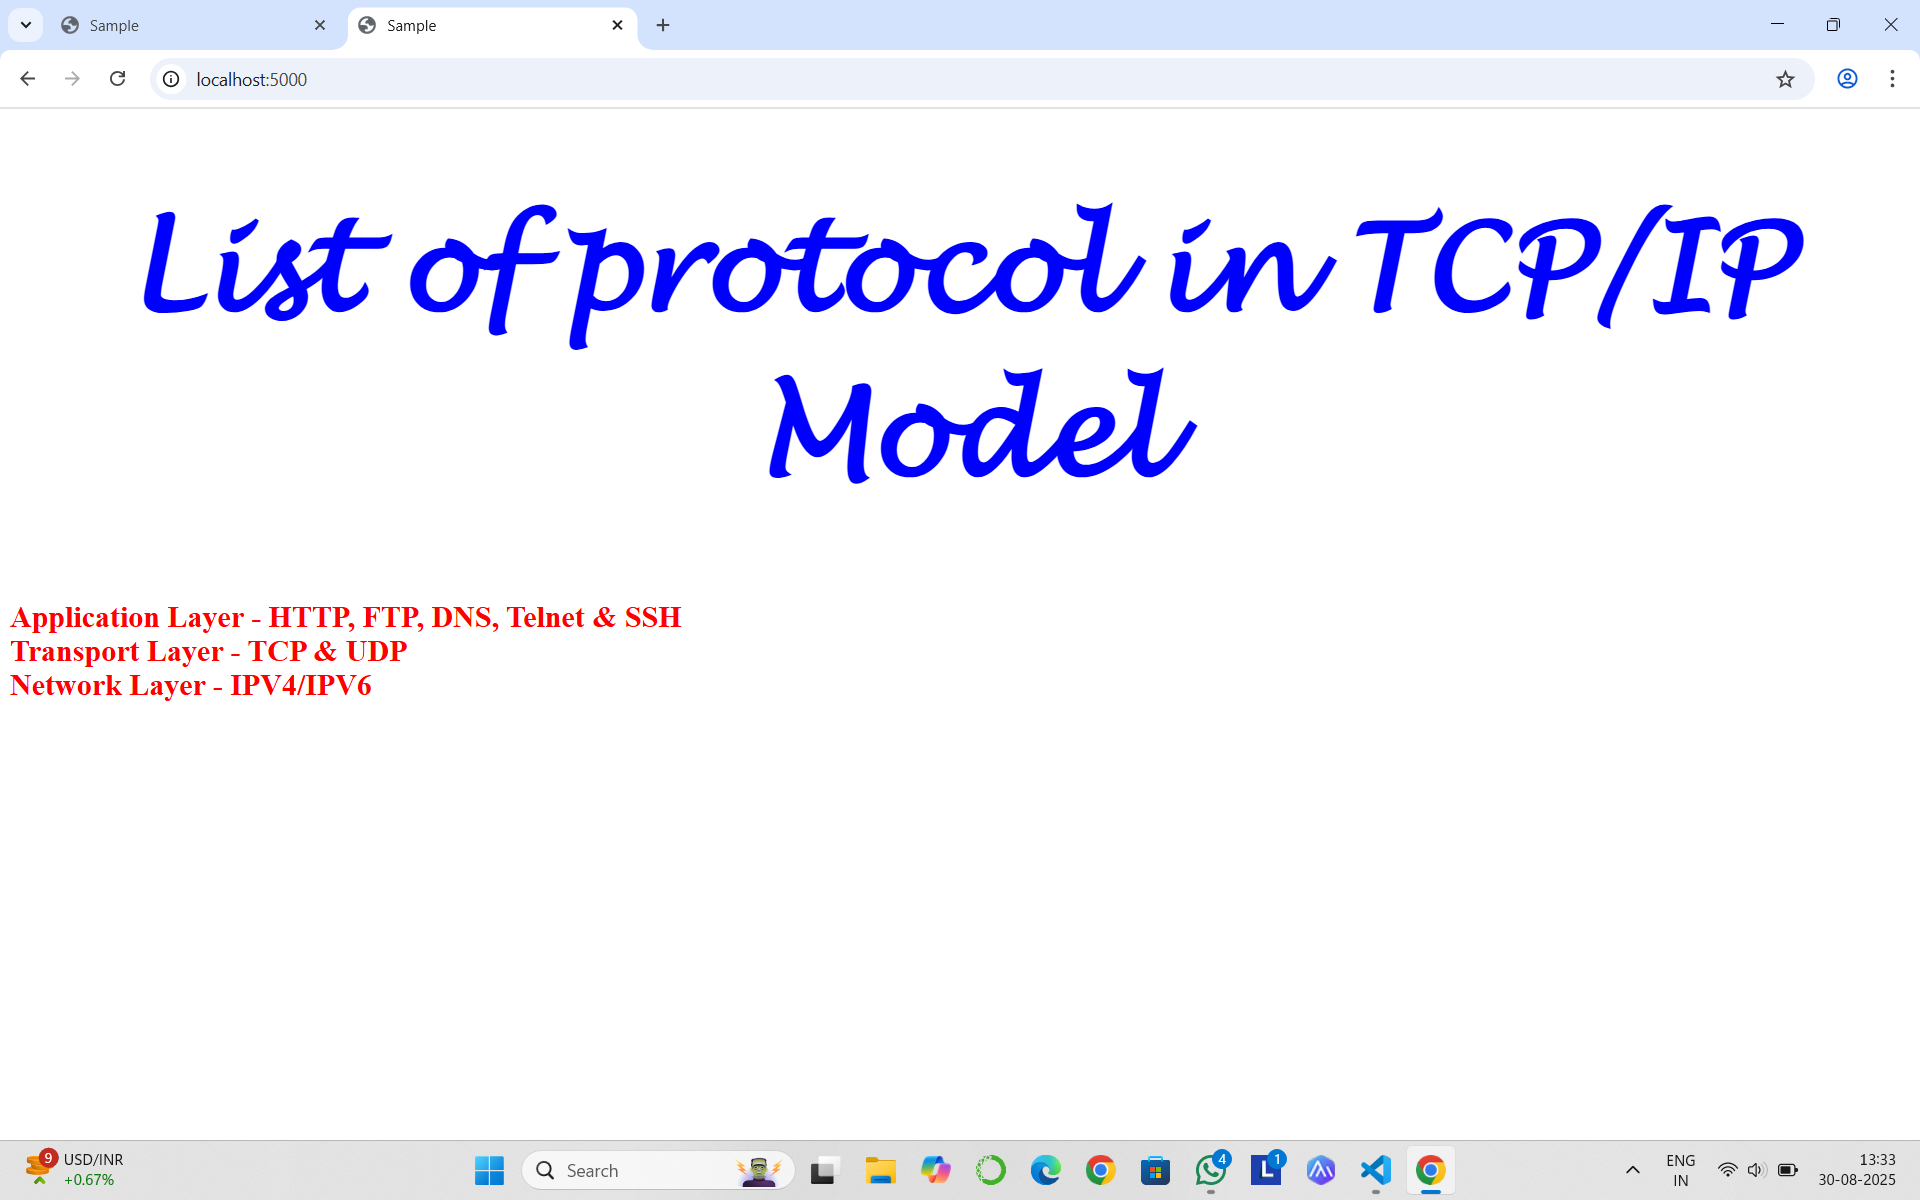 Sample
Sample
localhost:5000
List of protocol in TCP/IP
Model
Application Layer - HTTP, FTP, DNS, Telnet & SSH
Transport Layer - TCP & UDP
Network Layer - IPV4/IPV6
9
USD/INR
+0.67%
Search
4
L
1
ENG
IN
13:33
30-08-2025